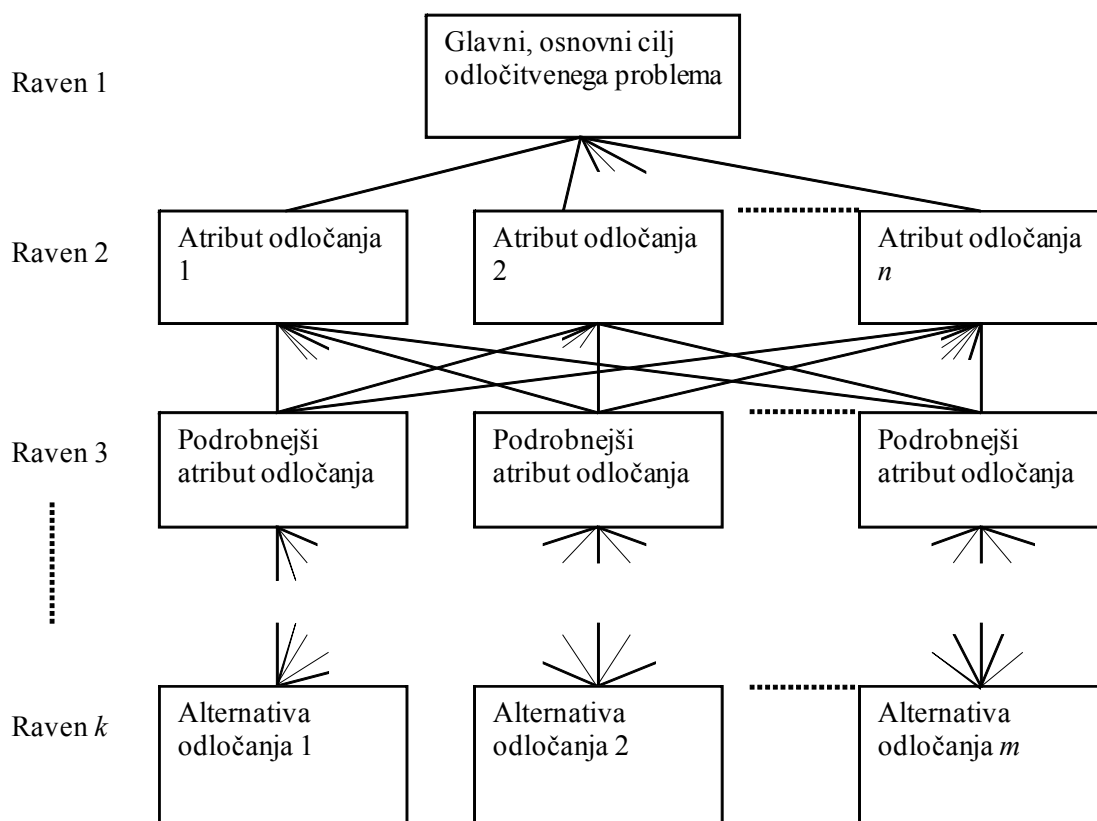 Raven 1
Glavni, osnovni cilj
odločitvenega problema
Raven 2
Atribut odločanja
1
Atribut odločanja
2
Atribut odločanja
n
Raven 3
Podrobnejši
atribut odločanja
Podrobnejši
atribut odločanja
Podrobnejši
atribut odločanja
Raven k
Alternativa
odločanja 1
Alternativa
odločanja 2
Alternativa
odločanja m